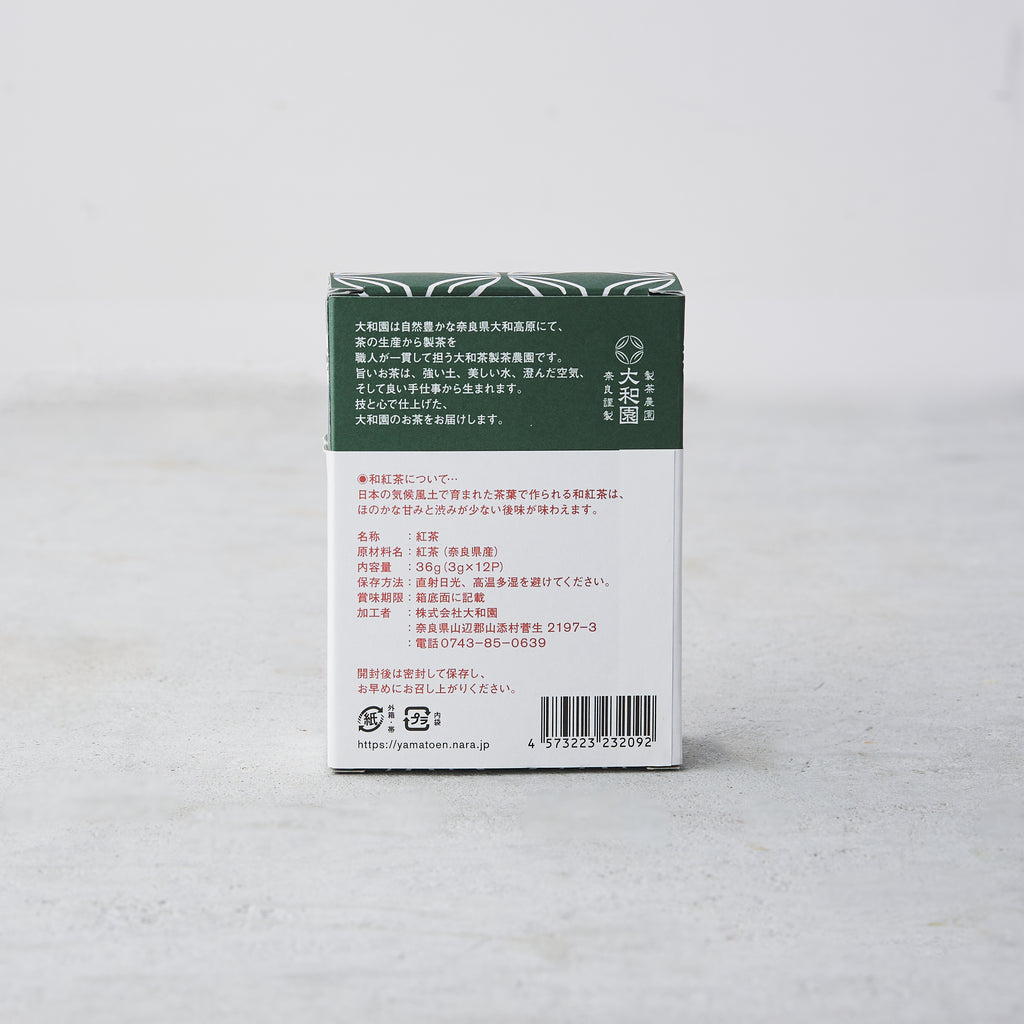 大和園は自然豊かな奈良県大和高原にて、
茶の生産から製茶を
職人が一貫して担う大和茶製茶農園です。
旨いお茶は、強い土、美しい水、澄んだ空気、
そして良い手仕事から生まれます。
技と心で仕上げた、
大和園のお茶をお届けします。
製茶農園
大和園
奈良謹製
◉和紅茶について…
日本の気候風土で育まれた茶葉で作られる和紅茶は、
ほのかな甘みと渋みが少ない後味が味わえます。
名称　　：紅茶
原材料名：紅茶（奈良県産）
内容量　：36g（3g×12P）
保存方法：直射日光、高温多湿を避けてください。
賞味期限：箱底面に記載
加工者　：株式会社大和園
：奈良県山辺郡山添村菅生 2197−3
：電話0743−85−0639
開封後は密封して保存し、
お早めにお召し上がりください。
紙 外箱・帯 プラ 内袋
https://yamatoen.nara.jp
4 573223 232092